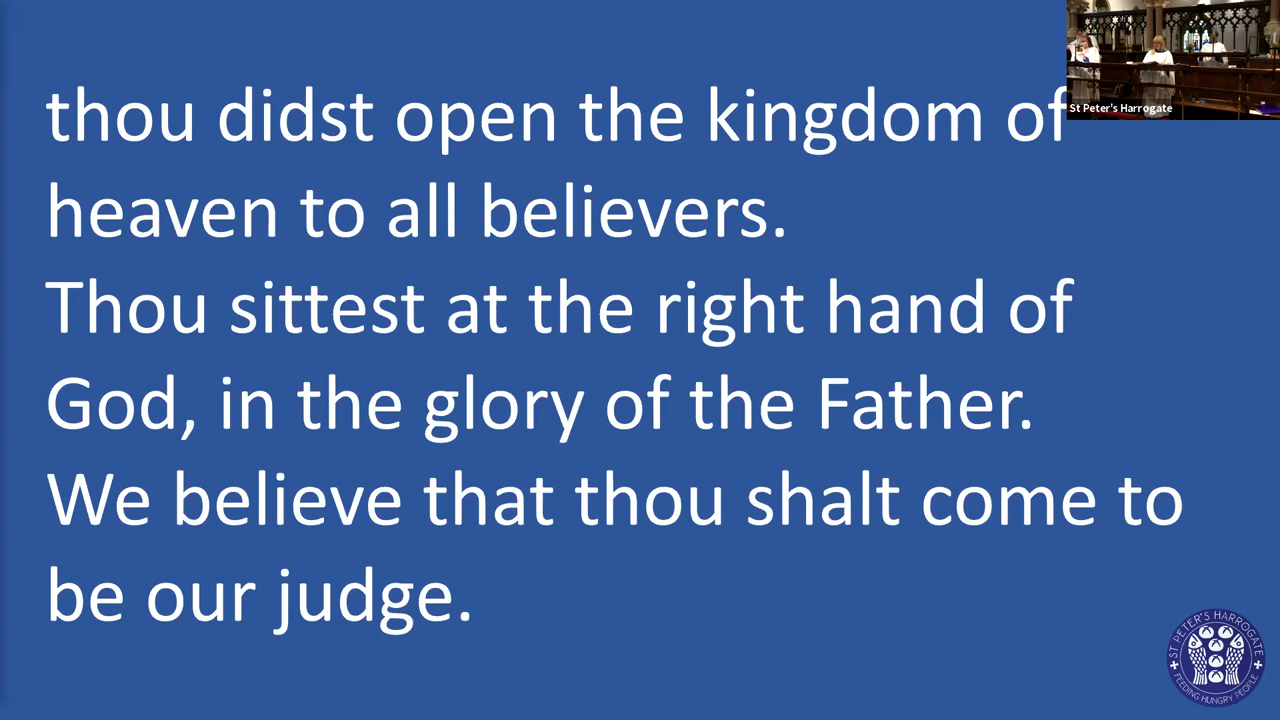 thou didst open the kingdom of
St Peter's Harrogate
heaven to all believers.
Thou sittest at the right hand of
God, in the glory of the Father.
We believe that thou shalt come to
be our judge.
ST PETER'S HARROGATE
FEEDING HUNGRY PEOPLE